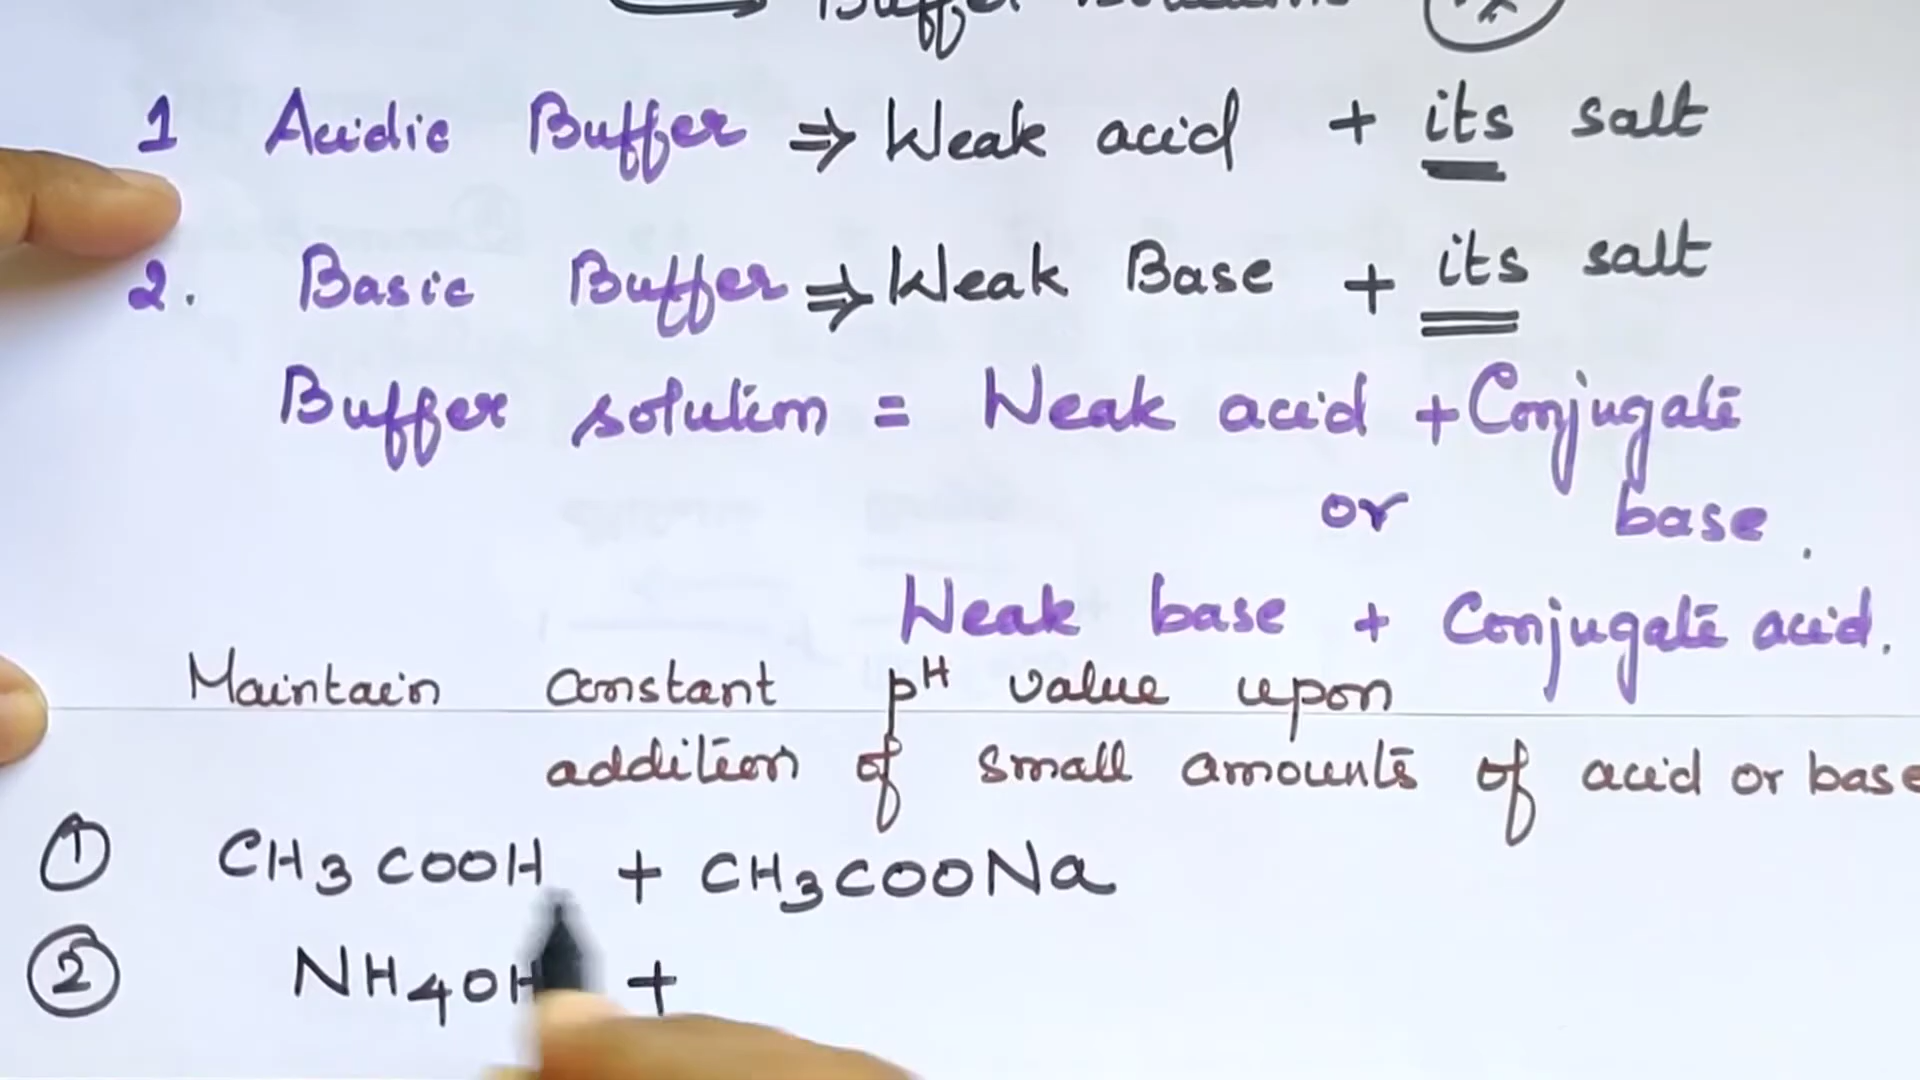 Buffer
1 Acidic Buffer ⇒ Weak acid + its salt
2. Basic Buffer ⇒ Weak Base + its salt
Buffer solution = Weak acid + Conjugate
or base.
Weak base + Conjugate acid.
Maintain constant pH value upon
addition of small amounts of acid or base
① CH3COOH + CH3COONa
② NH4OH +